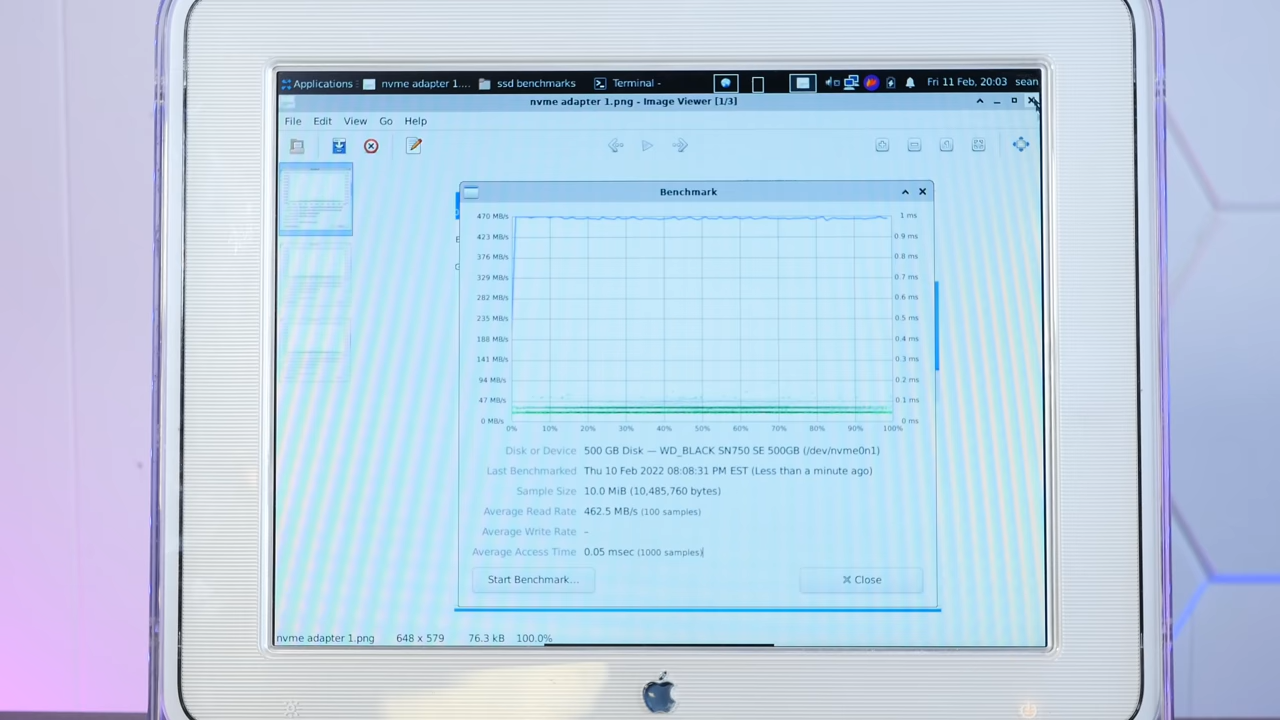 Applications nvme adapter 1.... ssd benchmarks Terminal - Fri 11 Feb, 20:03 sean
nvme adapter 1.png - Image Viewer [1/3]
File Edit View Go Help
Benchmark
470 MB/s 1 ms
423 MB/s 0.9 ms
376 MB/s 0.8 ms
329 MB/s 0.7 ms
282 MB/s 0.6 ms
235 MB/s 0.5 ms
188 MB/s 0.4 ms
141 MB/s 0.3 ms
94 MB/s 0.2 ms
47 MB/s 0.1 ms
0 MB/s 0 ms
0% 10% 20% 30% 40% 50% 60% 70% 80% 90% 100%
Disk or Device 500 GB Disk — WD_BLACK SN750 SE 500GB (/dev/nvme0n1)
Last Benchmarked Thu 10 Feb 2022 08:08:31 PM EST (Less than a minute ago)
Sample Size 10.0 MiB (10,485,760 bytes)
Average Read Rate 462.5 MB/s (100 samples)
Average Write Rate –
Average Access Time 0.05 msec (1000 samples)
Start Benchmark... Close
nvme adapter 1.png 648 x 579 76.3 kB 100.0%